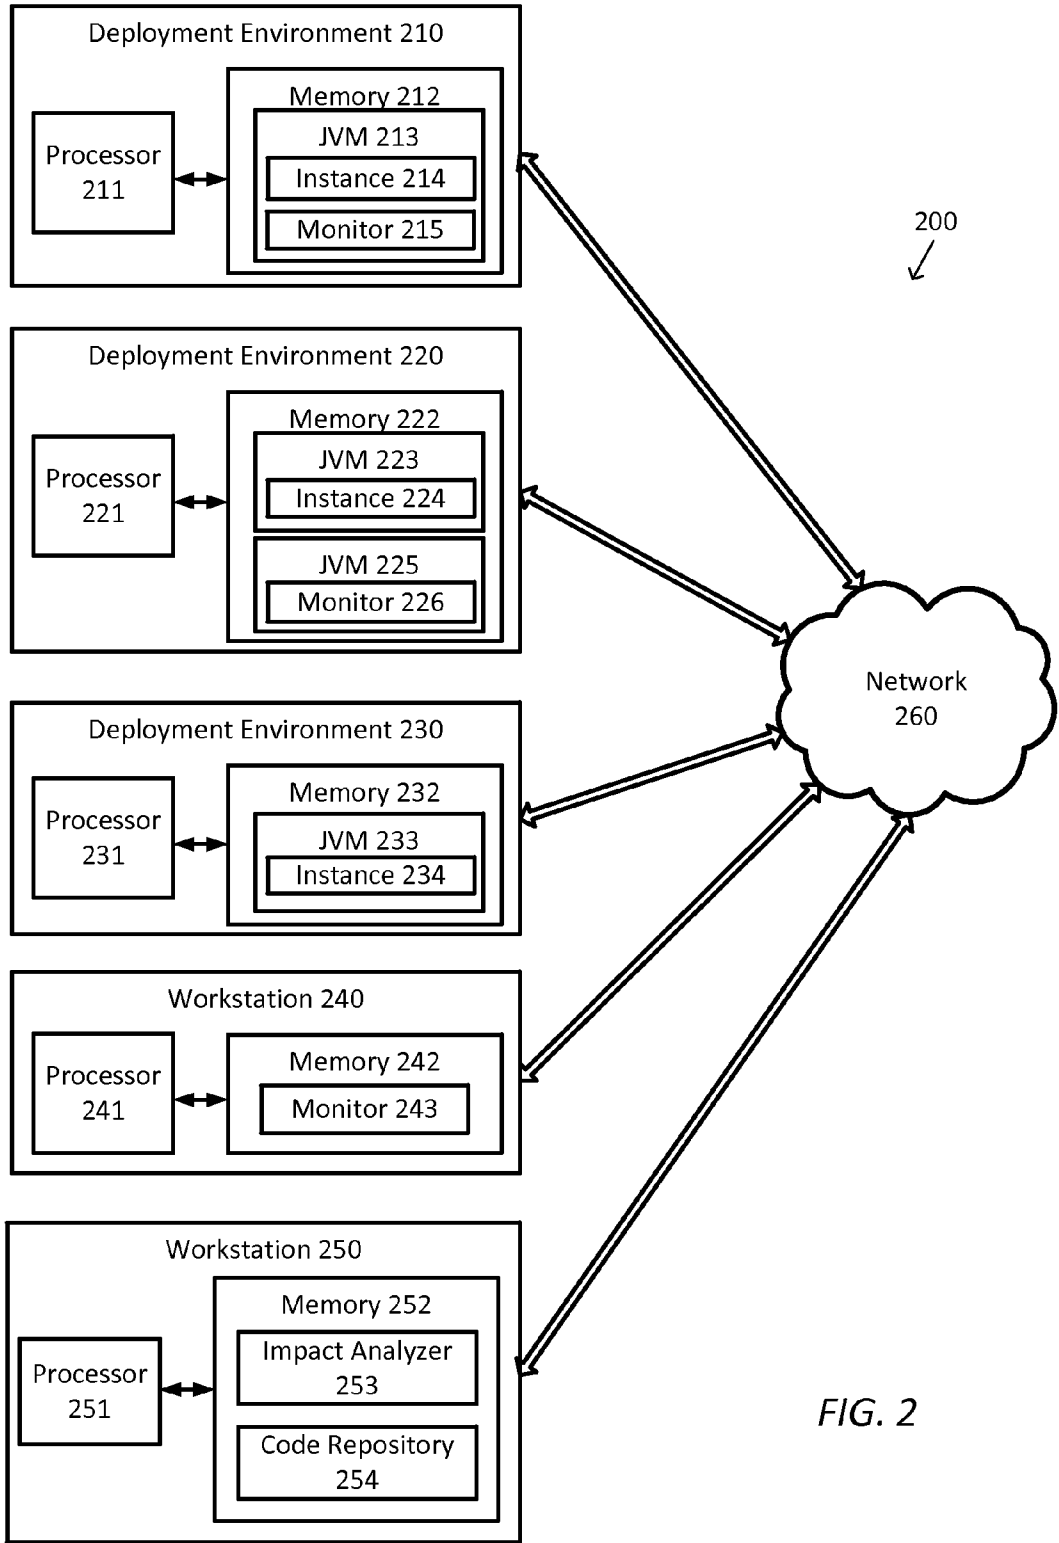 Deployment Environment 210
Memory 212
JVM 213
Processor
211
Instance 214
Monitor 215
200
Deployment Environment 220
Memory 222
JVM 223
Processor
221
Instance 224
JVM 225
Monitor 226
Network
260
Deployment Environment 230
Memory 232
Processor
231
JVM 233
Instance 234
Workstation 240
Memory 242
Processor
241
Monitor 243
Workstation 250
Memory 252
Impact Analyzer
253
Processor
251
Code Repository
254
FIG. 2